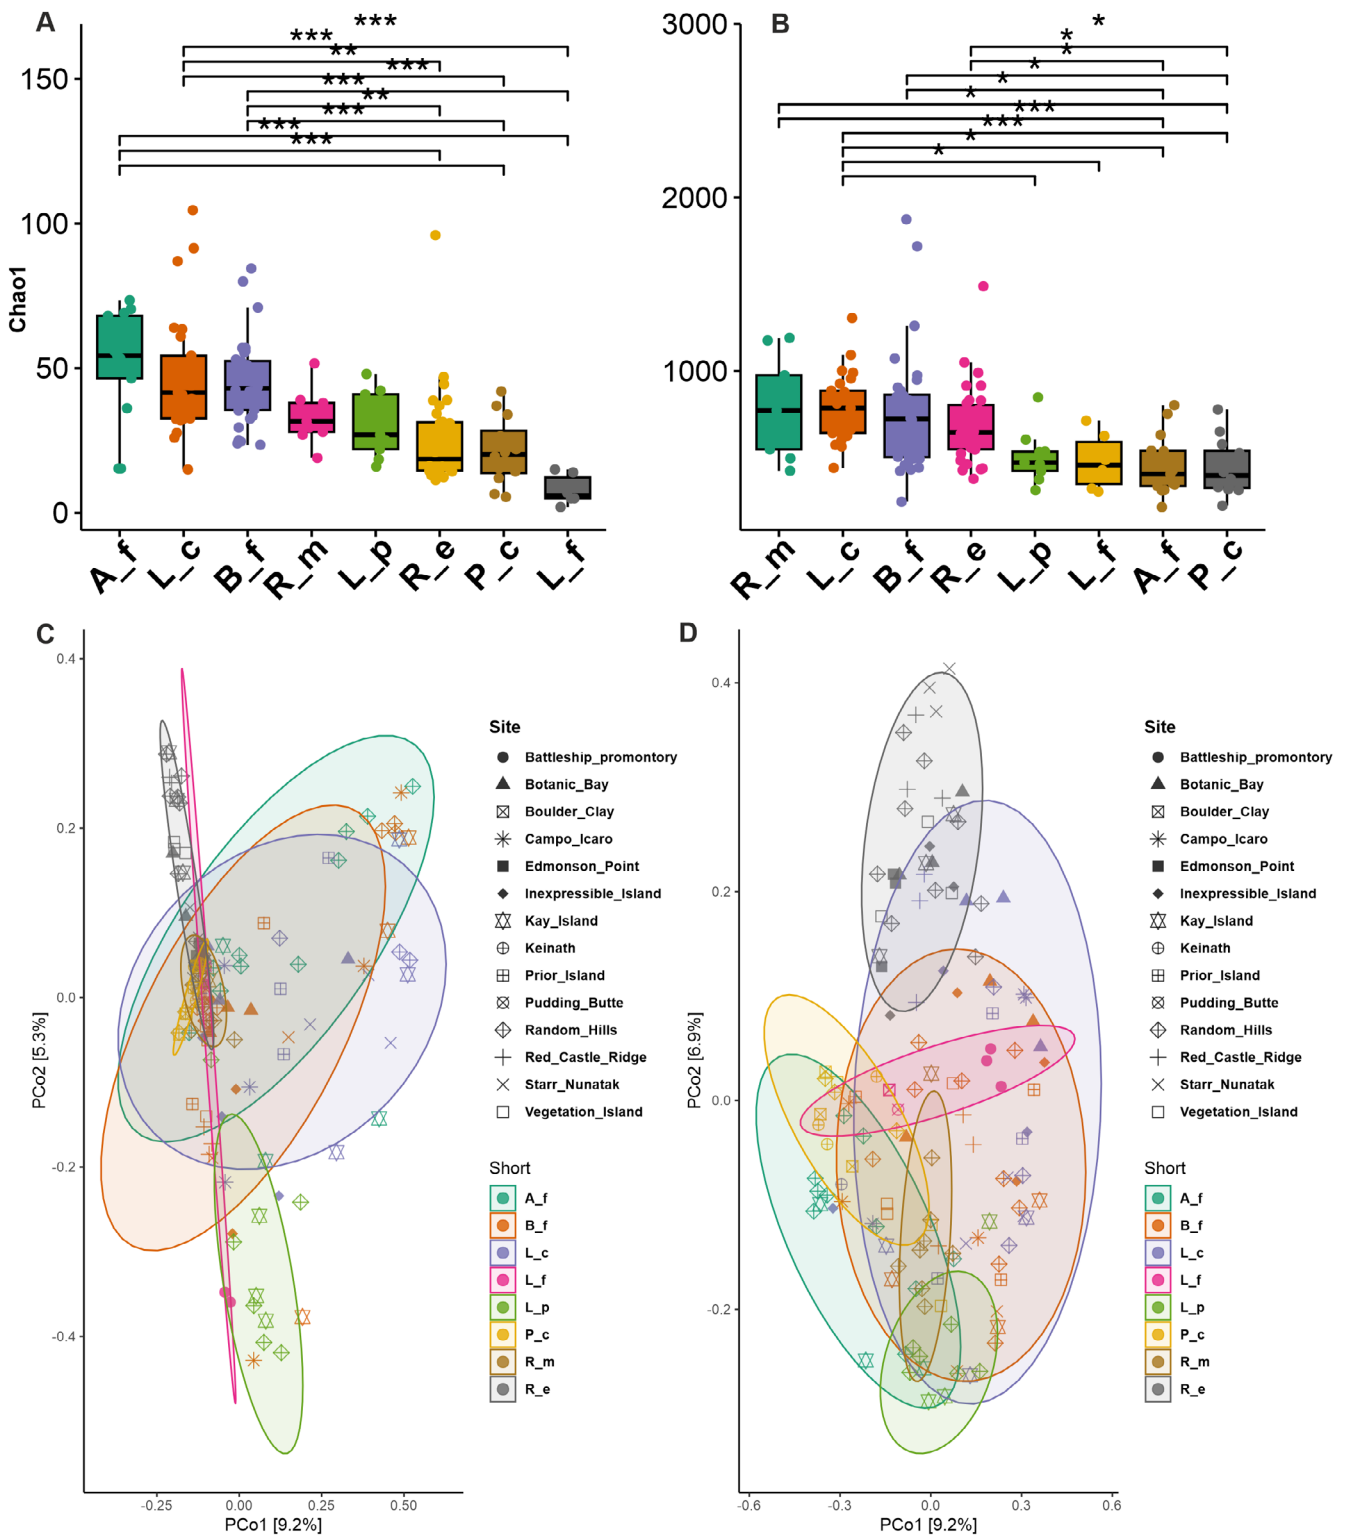 A
***
***
**
***
***
**
***
***
***
150
100
50
0
Chao1
A_f
L_c
B_f
R_m
L_p
R_e
P_c
L_f
B
*
*
*
*
*
*
***
***
*
*
3000
2000
1000
R_m
L_c
B_f
R_e
L_p
L_f
A_f
P_c
C
0.4
0.2
0.0
-0.2
-0.4
PCo2 [5.3%]
-0.25
0.00
0.25
0.50
PCo1 [9.2%]
Site
Battleship_promontory
Botanic_Bay
Boulder_Clay
Campo_Icaro
Edmonson_Point
Inexpressible_Island
Kay_Island
Keinath
Prior_Island
Pudding_Butte
Random_Hills
Red_Castle_Ridge
Starr_Nunatak
Vegetation_Island
Short
A_f
B_f
L_c
L_f
L_p
P_c
R_m
R_e
D
0.4
0.2
0.0
-0.2
PCo2 [6.9%]
-0.6
-0.3
0.0
0.3
0.6
PCo1 [9.2%]
Site
Battleship_promontory
Botanic_Bay
Boulder_Clay
Campo_Icaro
Edmonson_Point
Inexpressible_Island
Kay_Island
Keinath
Prior_Island
Pudding_Butte
Random_Hills
Red_Castle_Ridge
Starr_Nunatak
Vegetation_Island
Short
A_f
B_f
L_c
L_f
L_p
P_c
R_m
R_e